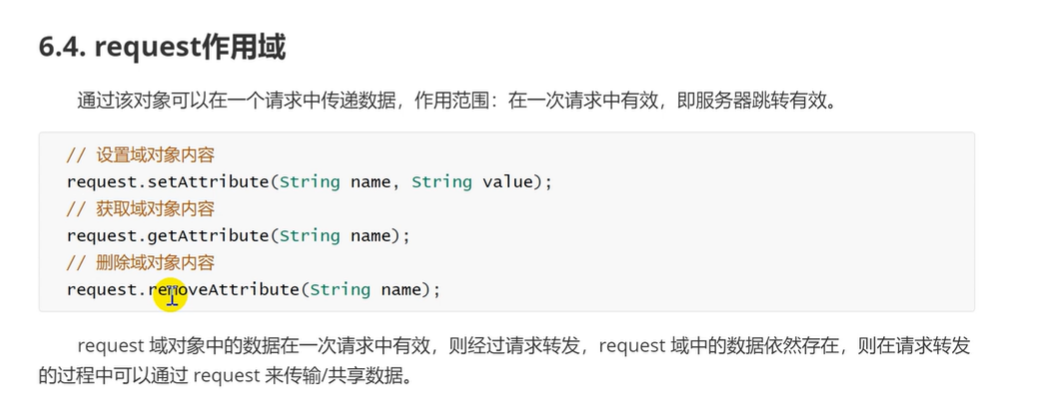 6.4. request作用域
通过该对象可以在一个请求中传递数据，作用范围：在一次请求中有效，即服务器跳转有效。
// 设置域对象内容
request.setAttribute(String name, String value);
// 获取域对象内容
request.getAttribute(String name);
// 删除域对象内容
request.removeAttribute(String name);
request 域对象中的数据在一次请求中有效，则经过请求转发，request 域中的数据依然存在，则在请求转发
的过程中可以通过 request 来传输/共享数据。